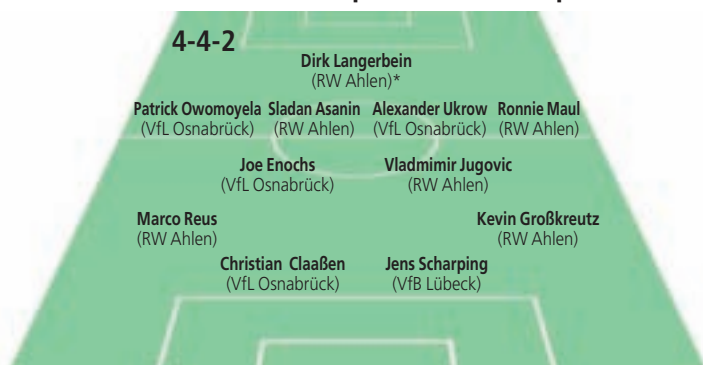 4-4-2
Dirk Langerbein
(RW Ahlen)*
Patrick Owomoyela Sladan Asanin Alexander Ukrow Ronnie Maul
(VfL Osnabrück) (RW Ahlen) (VfL Osnabrück) (RW Ahlen)
Joe Enochs Vladmimir Jugovic
(VfL Osnabrück) (RW Ahlen)
Marco Reus Kevin Großkreutz
(RW Ahlen) (RW Ahlen)
Christian Claaßen Jens Scharping
(VfL Osnabrück) (VfB Lübeck)